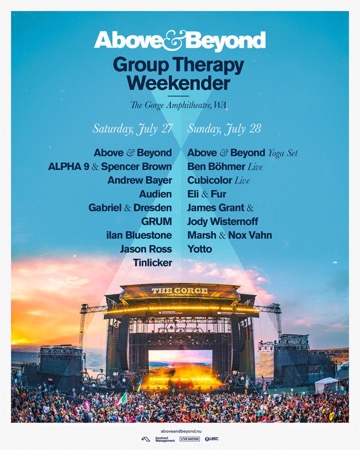 Above&Beyond
Group Therapy
Weekender
The Gorge Amphitheatre, WA
Saturday, July 27
Above & Beyond
ALPHA 9 & Spencer Brown
Andrew Bayer
Audien
Gabriel & Dresden
GRUM
ilan Bluestone
Jason Ross
Tinlicker
Sunday, July 28
Above & Beyond Yoga Set
Ben Böhmer Live
Cubicolor Live
Eli & Fur
James Grant &
Jody Wisternoff
Marsh & Nox Vahn
Yotto
THE GORGE
aboveandbeyond.nu